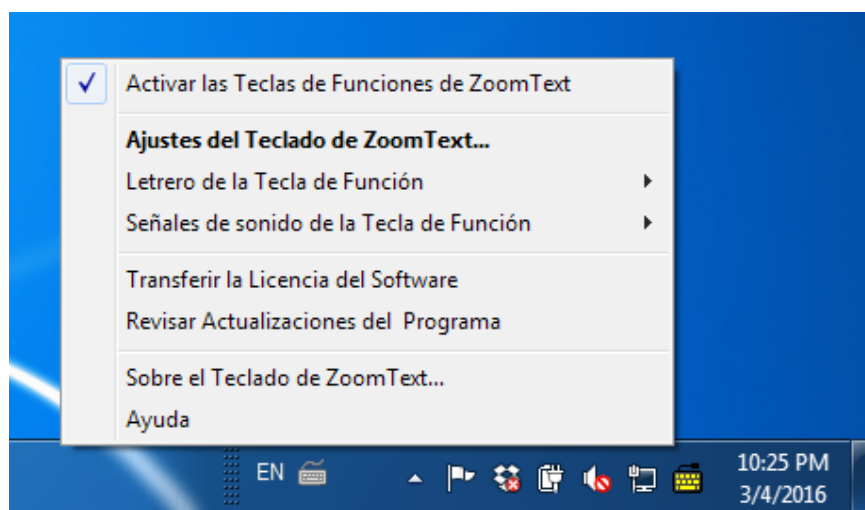 Activar las Teclas de Funciones de ZoomText
Ajustes del Teclado de ZoomText...
Letrero de la Tecla de Función
Señales de sonido de la Tecla de Función
Transferir la Licencia del Software
Revisar Actualizaciones del  Programa
Sobre el Teclado de ZoomText...
Ayuda
EN
10:25 PM
3/4/2016